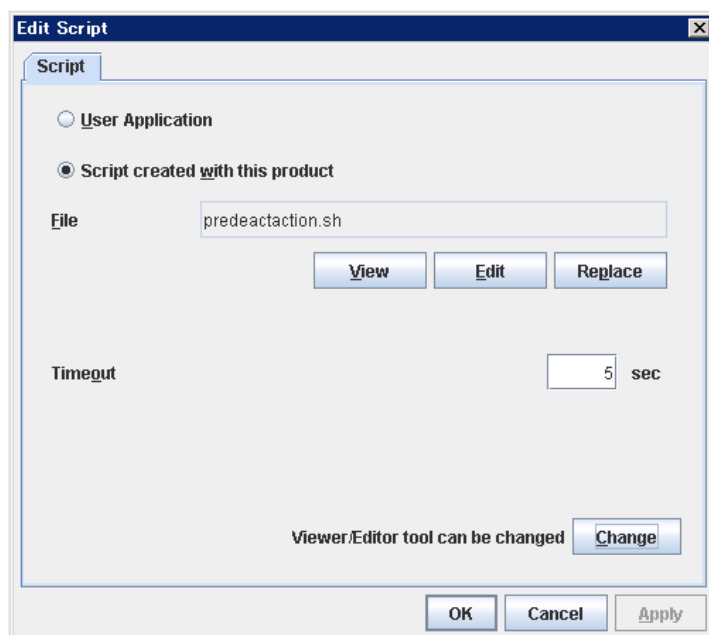 Edit Script
Script
User Application
Script created with this product
File predeactaction.sh
View Edit Replace
Timeout 5 sec
Viewer/Editor tool can be changed Change
OK Cancel Apply